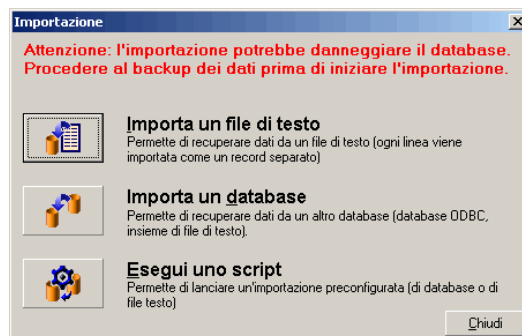 Importazione
Attenzione: l'importazione potrebbe danneggiare il database.
Procedere al backup dei dati prima di iniziare l'importazione.
Importa un file di testo
Permette di recuperare dati da un file di testo (ogni linea viene
importata come un record separato)
Importa un database
Permette di recuperare dati da un altro database (database ODBC,
insieme di file di testo).
Esegui uno script
Permette di lanciare un'importazione preconfigurata (di database o di
file testo)
Chiudi